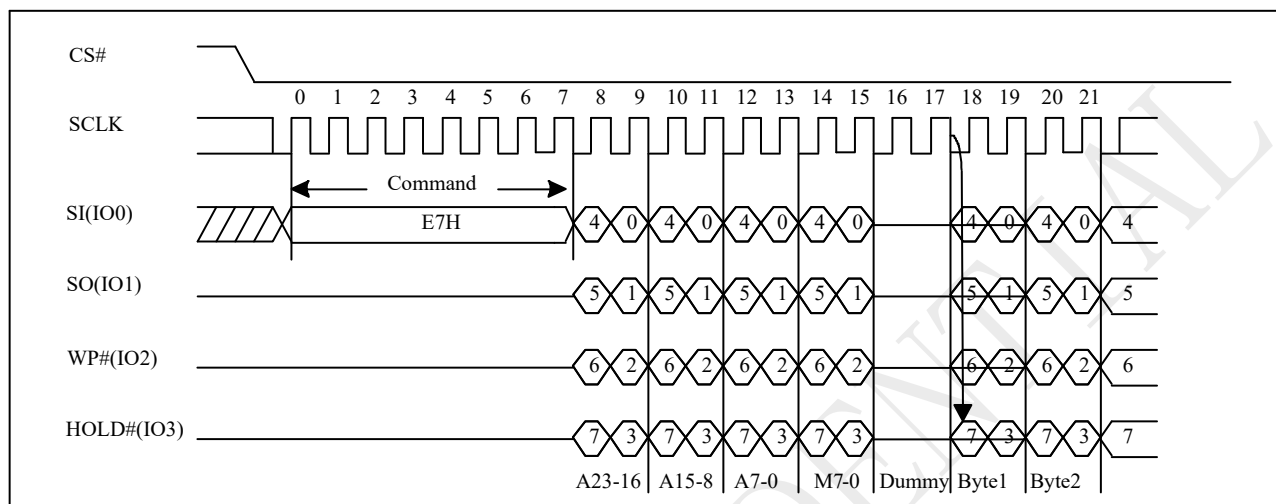 CS#
0 1 2 3 4 5 6 7 8 9 10 11 12 13 14 15 16 17 18 19 20 21
SCLK
Command
SI(IO0) E7H 4 0 4 0 4 0 4 0 4 0 4 0 4
SO(IO1) 5 1 5 1 5 1 5 1 5 1 5 1 5
WP#(IO2) 6 2 6 2 6 2 6 2 6 2 6 2 6
HOLD#(IO3) 7 3 7 3 7 3 7 3 7 3 7 3 7
A23-16 A15-8 A7-0 M7-0 Dummy Byte1 Byte2